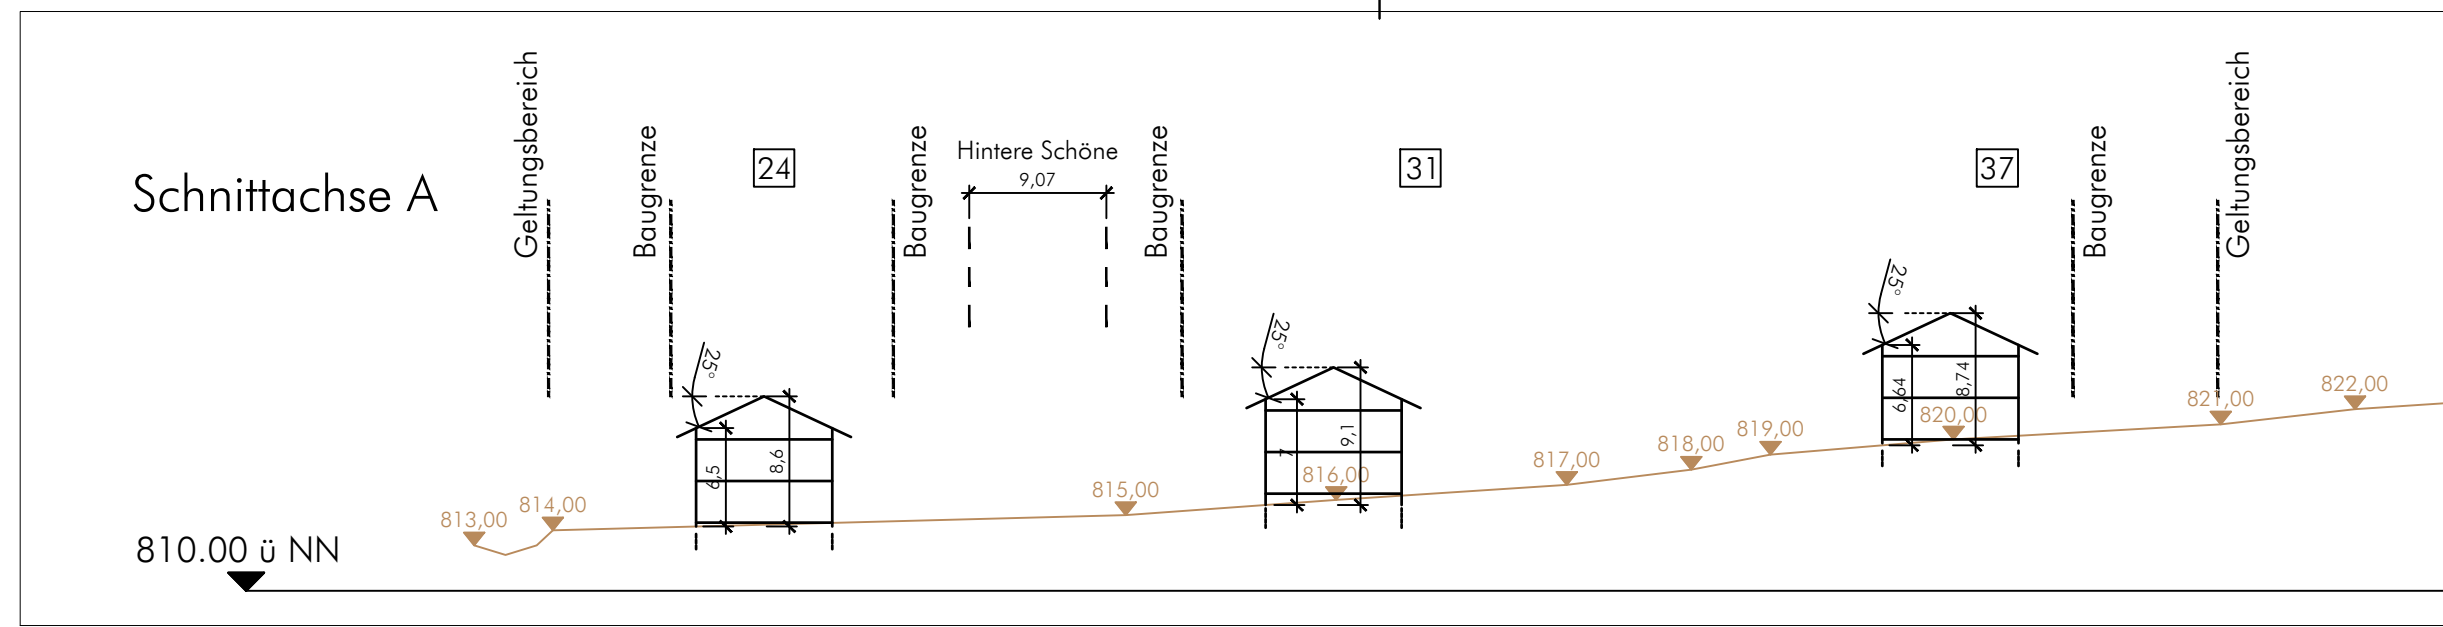 Schnittachse A
Geltungsbereich
Baugrenze
24
Baugrenze
Hintere Schöne
9,07
Baugrenze
31
37
Baugrenze
Geltungsbereich
25°
6,5
8,6
25°
7
9,1
25°
6,64
8,74
813,00
814,00
815,00
816,00
817,00
818,00
819,00
820,00
821,00
822,00
810.00 ü NN